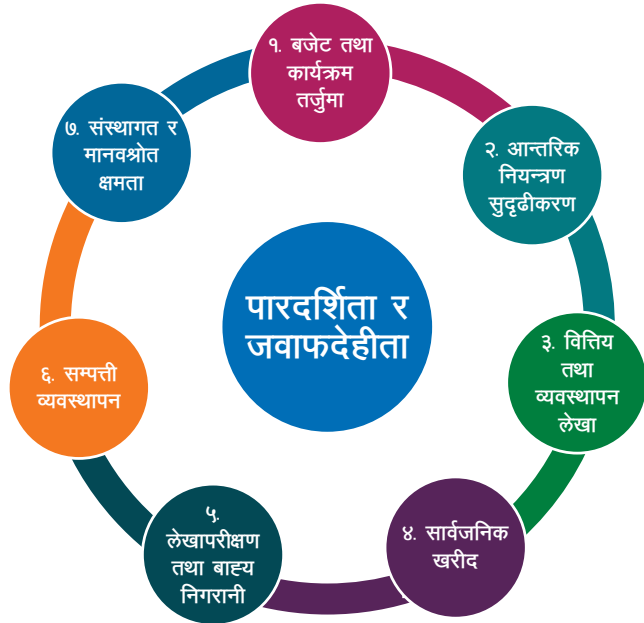 १. बजेट तथा
कार्यक्रम
तर्जुमा
२. आन्तरिक
नियन्त्रण
सुदृढीकरण
३. वित्तिय
तथा
व्यवस्थापन
लेखा
४. सार्वजनिक
खरीद
५.
लेखापरीक्षण
तथा बाह्य
निगरानी
६. सम्पत्ती
व्यवस्थापन
७. संस्थागत र
मानवश्रोत
क्षमता
पारदर्शिता र
जवाफदेहीता